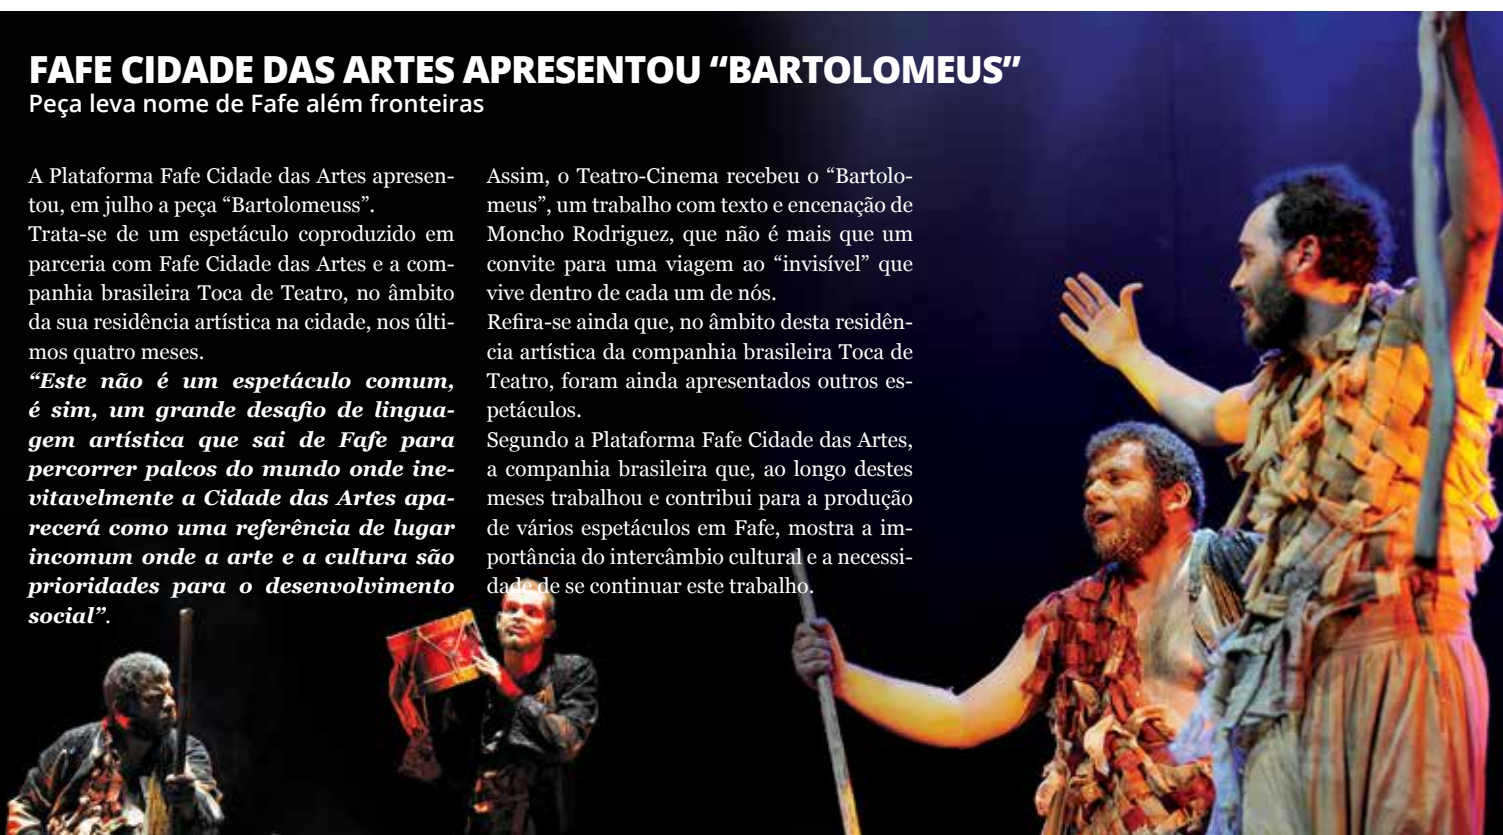 FAFE CIDADE DAS ARTES APRESENTOU “BARTOLOMEUS”
Peça leva nome de Fafe além fronteiras
A Plataforma Fafe Cidade das Artes apresen-
tou, em julho a peça “Bartolomeuss”.
Trata-se de um espetáculo coproduzido em
parceria com Fafe Cidade das Artes e a com-
panhia brasileira Toca de Teatro, no âmbito
da sua residência artística na cidade, nos últi-
mos quatro meses.
“Este não é um espetáculo comum,
é sim, um grande desafio de lingua-
gem artística que sai de Fafe para
percorrer palcos do mundo onde ine-
vitavelmente a Cidade das Artes apa-
recerá como uma referência de lugar
incomum onde a arte e a cultura são
prioridades para o desenvolvimento
social”.
Assim, o Teatro-Cinema recebeu o “Bartolo-
meus”, um trabalho com texto e encenação de
Moncho Rodriguez, que não é mais que um
convite para uma viagem ao “invisível” que
vive dentro de cada um de nós.
Refira-se ainda que, no âmbito desta residên-
cia artística da companhia brasileira Toca de
Teatro, foram ainda apresentados outros es-
petáculos.
Segundo a Plataforma Fafe Cidade das Artes,
a companhia brasileira que, ao longo destes
meses trabalhou e contribui para a produção
de vários espetáculos em Fafe, mostra a im-
portância do intercâmbio cultural e a necessi-
dade de se continuar este trabalho.